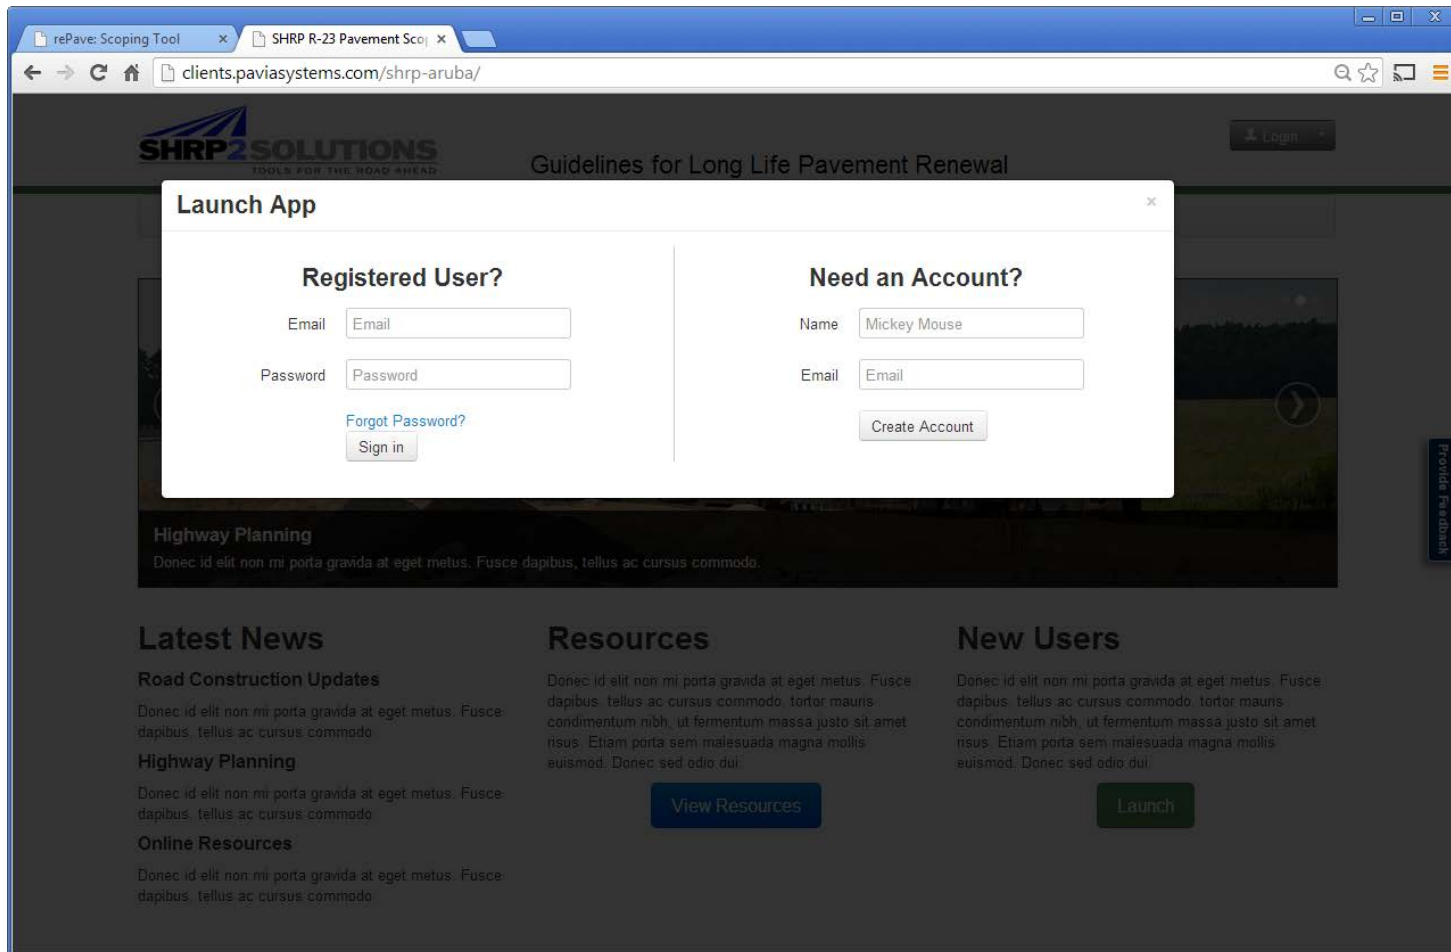 rePave: Scoping Tool
SHRP R-23 Pavement Scop
clients.paviasystems.com/shrp-aruba/
SHRP2SOLUTIONS
TOOLS FOR THE ROAD AHEAD
Guidelines for Long Life Pavement Renewal
Login
Launch App
×
Registered User?
Email
Email
Password
Password
Forgot Password?
Sign in
Need an Account?
Name
Mickey Mouse
Email
Email
Create Account
Provide Feedback
Highway Planning
Donec id elit non mi porta gravida at eget metus. Fusce dapibus, tellus ac cursus commodo.
Latest News
Road Construction Updates
Donec id elit non mi porta gravida at eget metus. Fusce
dapibus, tellus ac cursus commodo
Highway Planning
Donec id elit non mi porta gravida at eget metus. Fusce
dapibus, tellus ac cursus commodo
Online Resources
Donec id elit non mi porta gravida at eget metus. Fusce
dapibus, tellus ac cursus commodo
Resources
Donec id elit non mi porta gravida at eget metus. Fusce
dapibus, tellus ac cursus commodo, tortor mauris
condimentum nibh, ut fermentum massa justo sit amet
risus. Etiam porta sem malesuada magna mollis
euismod. Donec sed odio dui.
View Resources
New Users
Donec id elit non mi porta gravida at eget metus. Fusce
dapibus, tellus ac cursus commodo, tortor mauris
condimentum nibh, ut fermentum massa justo sit amet
risus. Etiam porta sem malesuada magna mollis
euismod. Donec sed odio dui.
Launch